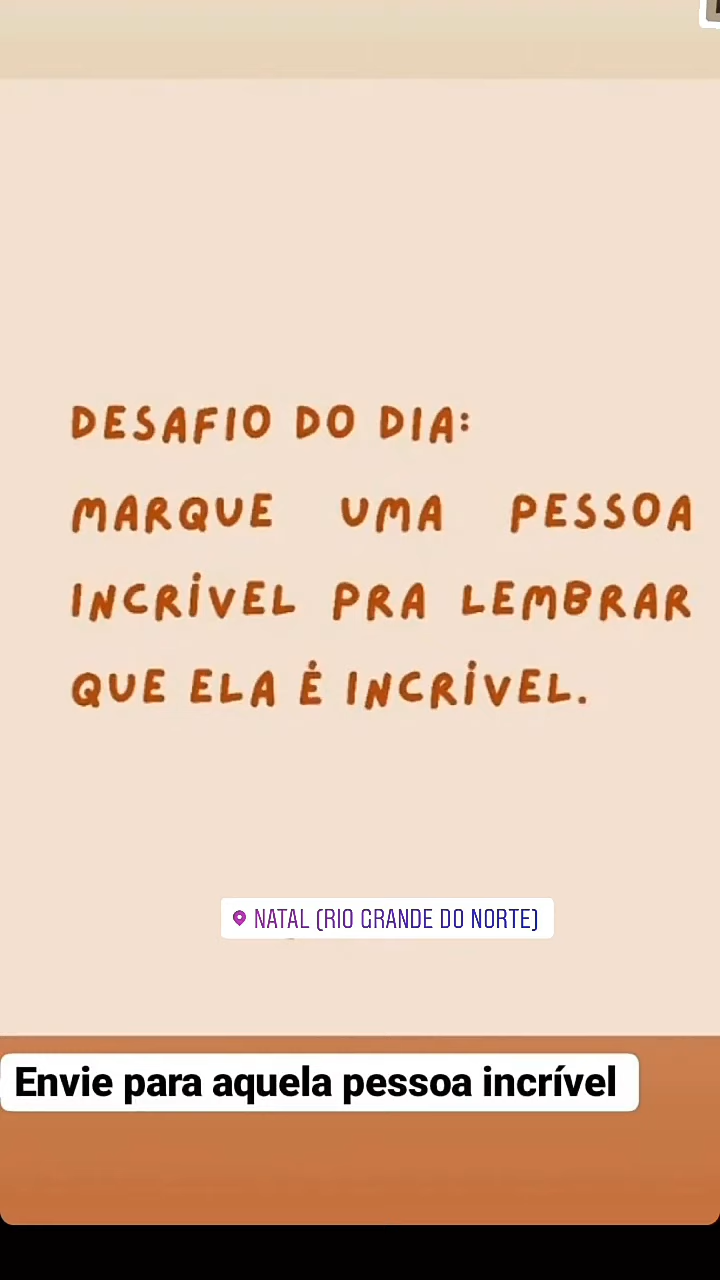 DESAFIO DO DIA:
MARQUE UMA PESSOA
INCRÍVEL PRA LEMBRAR
QUE ELA É INCRÍVEL.
NATAL (RIO GRANDE DO NORTE)
Envie para aquela pessoa incrível